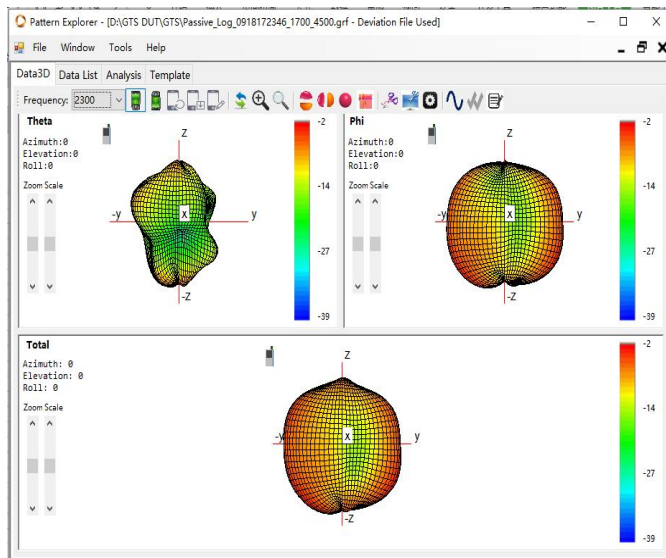 Pattern Explorer - [D:\GTS DUT\GTS\Passive_Log_0918172346_1700_4500.grf - Deviation File Used]
File Window Tools Help
Data3D Data List Analysis Template
Frequency: 2300
Theta
Azimuth:0
Elevation:0
Roll:0
Zoom Scale
Z
-y
x
y
-Z
-2
-14
-27
-39
Phi
Azimuth:0
Elevation:0
Roll:0
Zoom Scale
Z
-y
x
y
-Z
-2
-14
-27
-39
Total
Azimuth: 0
Elevation: 0
Roll: 0
Zoom Scale
Z
-y
x
y
-Z
-2
-14
-27
-39